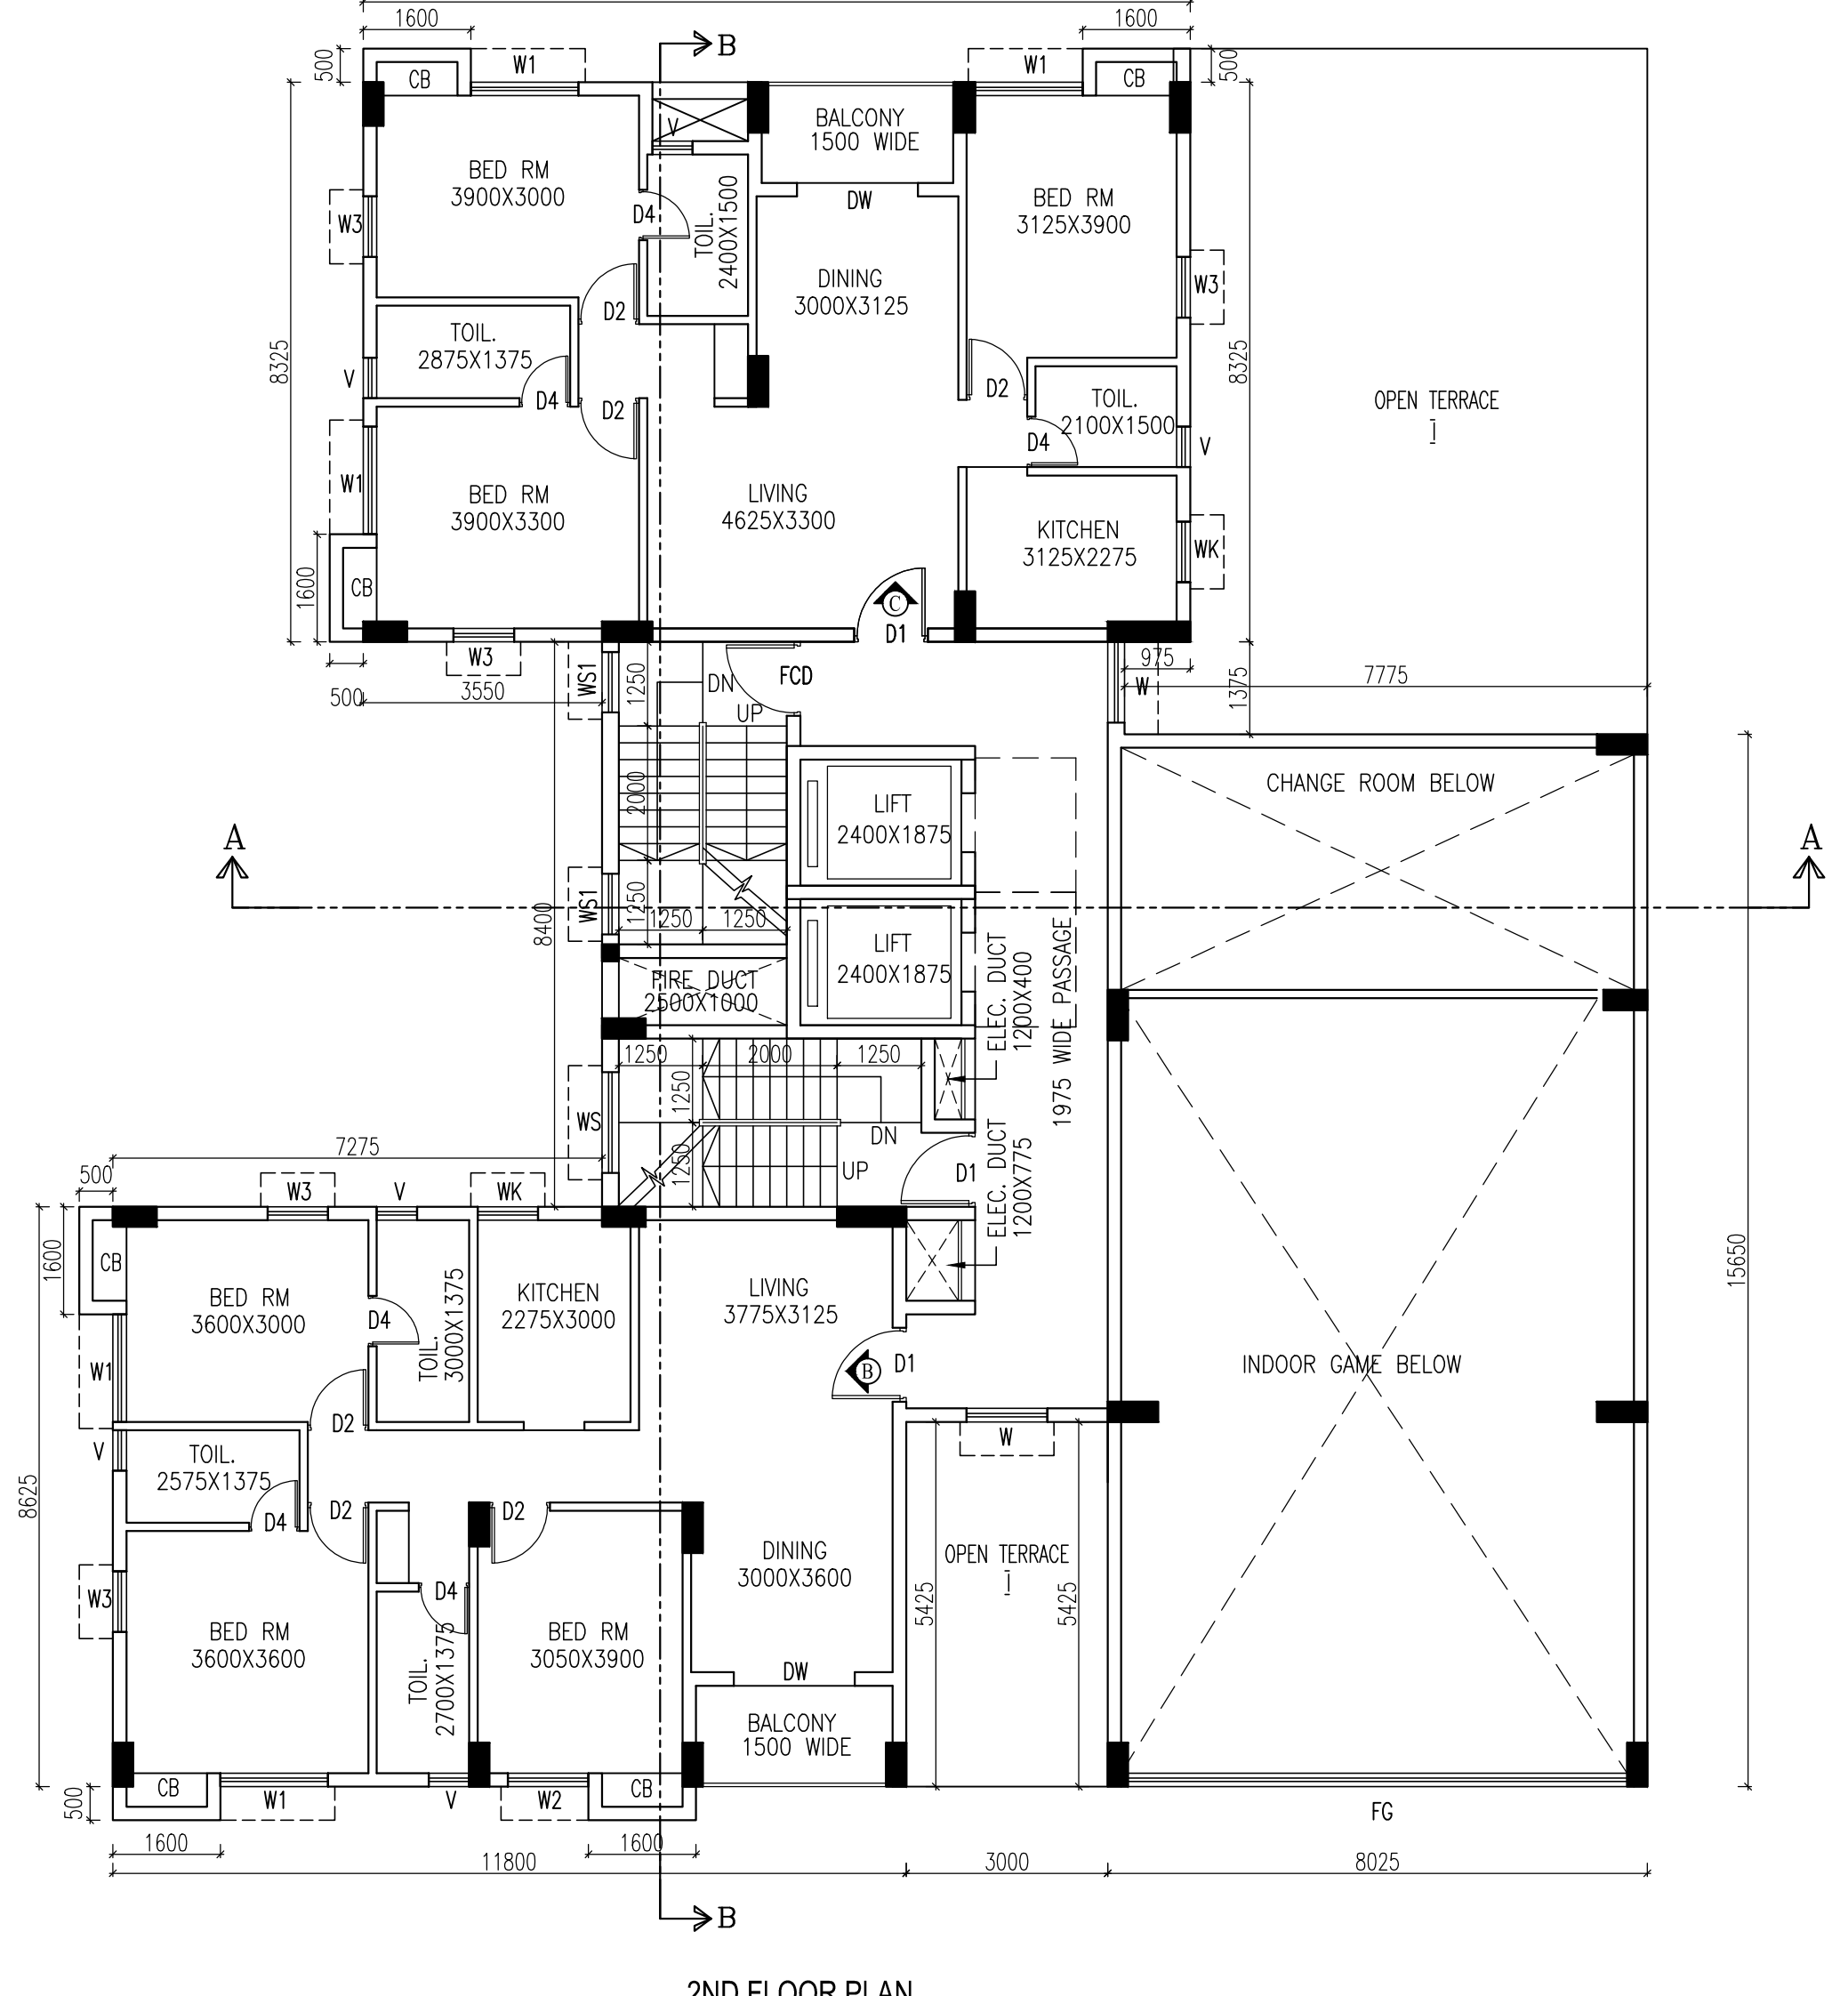 1600
1600
B
500
CB
W1
W1
CB
500
V
BALCONY
1500 WIDE
BED RM
3900X3000
TOIL.
2400X1500
DW
BED RM
3125X3900
W3
D4
DINING
3000X3125
W3
D2
TOIL.
2875X1375
8325
8325
V
D4
D2
D2
TOIL.
2100X1500
OPEN TERRACE
I
D4
V
W1
BED RM
3900X3300
LIVING
4625X3300
KITCHEN
3125X2275
WK
1600
CB
C
D1
W3
500
3550
WS1
1250
DN
UP
FCD
975
W
1375
7775
CHANGE ROOM BELOW
2000
LIFT
2400X1875
A
A
WS1
1250
1250
1250
8400
LIFT
2400X1875
FIRE DUCT
2500X1000
ELEC. DUCT
1200X400
1975 WIDE PASSAGE
1250
2000
1250
1250
WS
DN
1250
UP
D1
ELEC. DUCT
1200X775
7275
500
W3
V
WK
1600
CB
BED RM
3600X3000
D4
TOIL.
3000X1375
KITCHEN
2275X3000
LIVING
3775X3125
15650
W1
B
D1
INDOOR GAME BELOW
D2
V
TOIL.
2575X1375
W
8625
D4
D2
D2
DINING
3000X3600
OPEN TERRACE
I
W3
D4
5425
5425
BED RM
3600X3600
TOIL.
2700X1375
BED RM
3050X3900
DW
BALCONY
1500 WIDE
CB
CB
500
W1
V
W2
FG
1600
1600
11800
3000
8025
B
2ND FLOOR PLAN